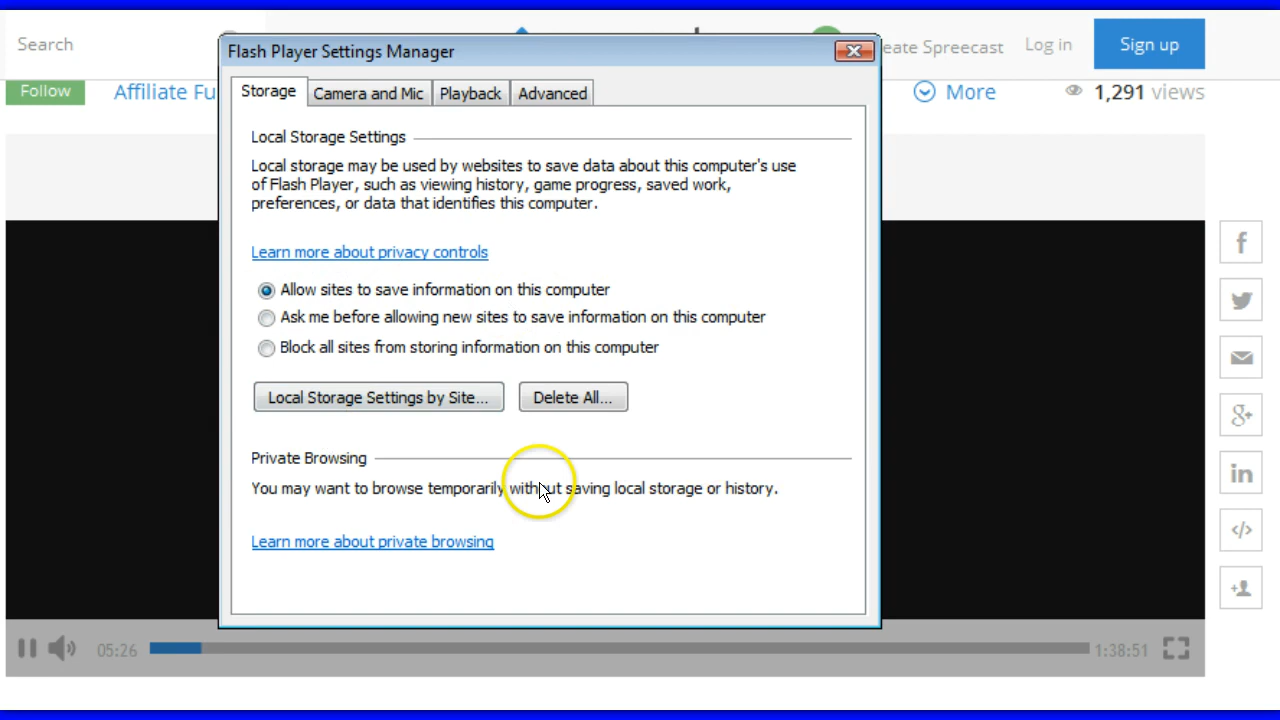 Search
eate Spreecast
Log in
Sign up
Follow
Affiliate Fu
More
1,291 views
Flash Player Settings Manager
Storage
Camera and Mic
Playback
Advanced
Local Storage Settings
Local storage may be used by websites to save data about this computer's use
of Flash Player, such as viewing history, game progress, saved work,
preferences, or data that identifies this computer.
Learn more about privacy controls
Allow sites to save information on this computer
Ask me before allowing new sites to save information on this computer
Block all sites from storing information on this computer
Local Storage Settings by Site...
Delete All...
Private Browsing
You may want to browse temporarily without saving local storage or history.
Learn more about private browsing
05:26
1:38:51